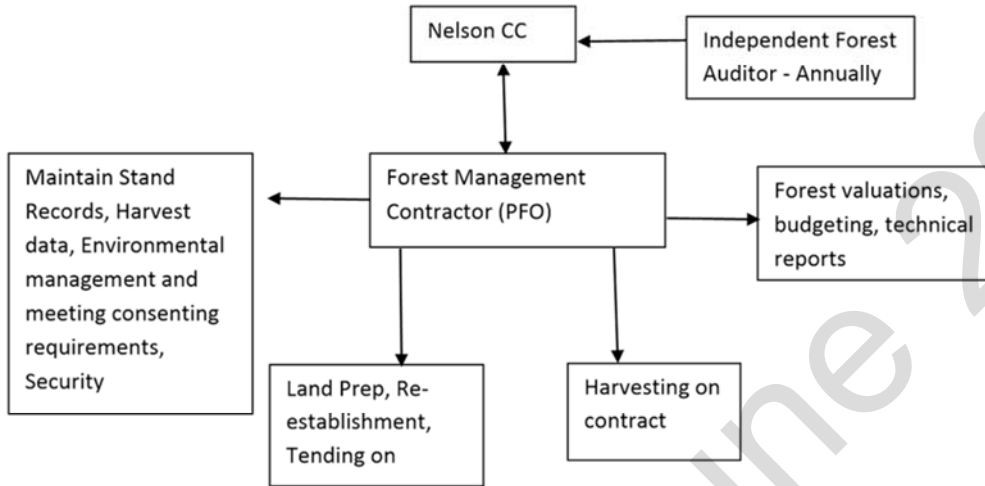 Nelson CC
Independent Forest
Auditor - Annually
Maintain Stand
Records, Harvest
data, Environmental
management and
meeting consenting
requirements,
Security
Forest Management
Contractor (PFO)
Forest valuations,
budgeting, technical
reports
Land Prep, Re-
establishment,
Tending on
Harvesting on
contract